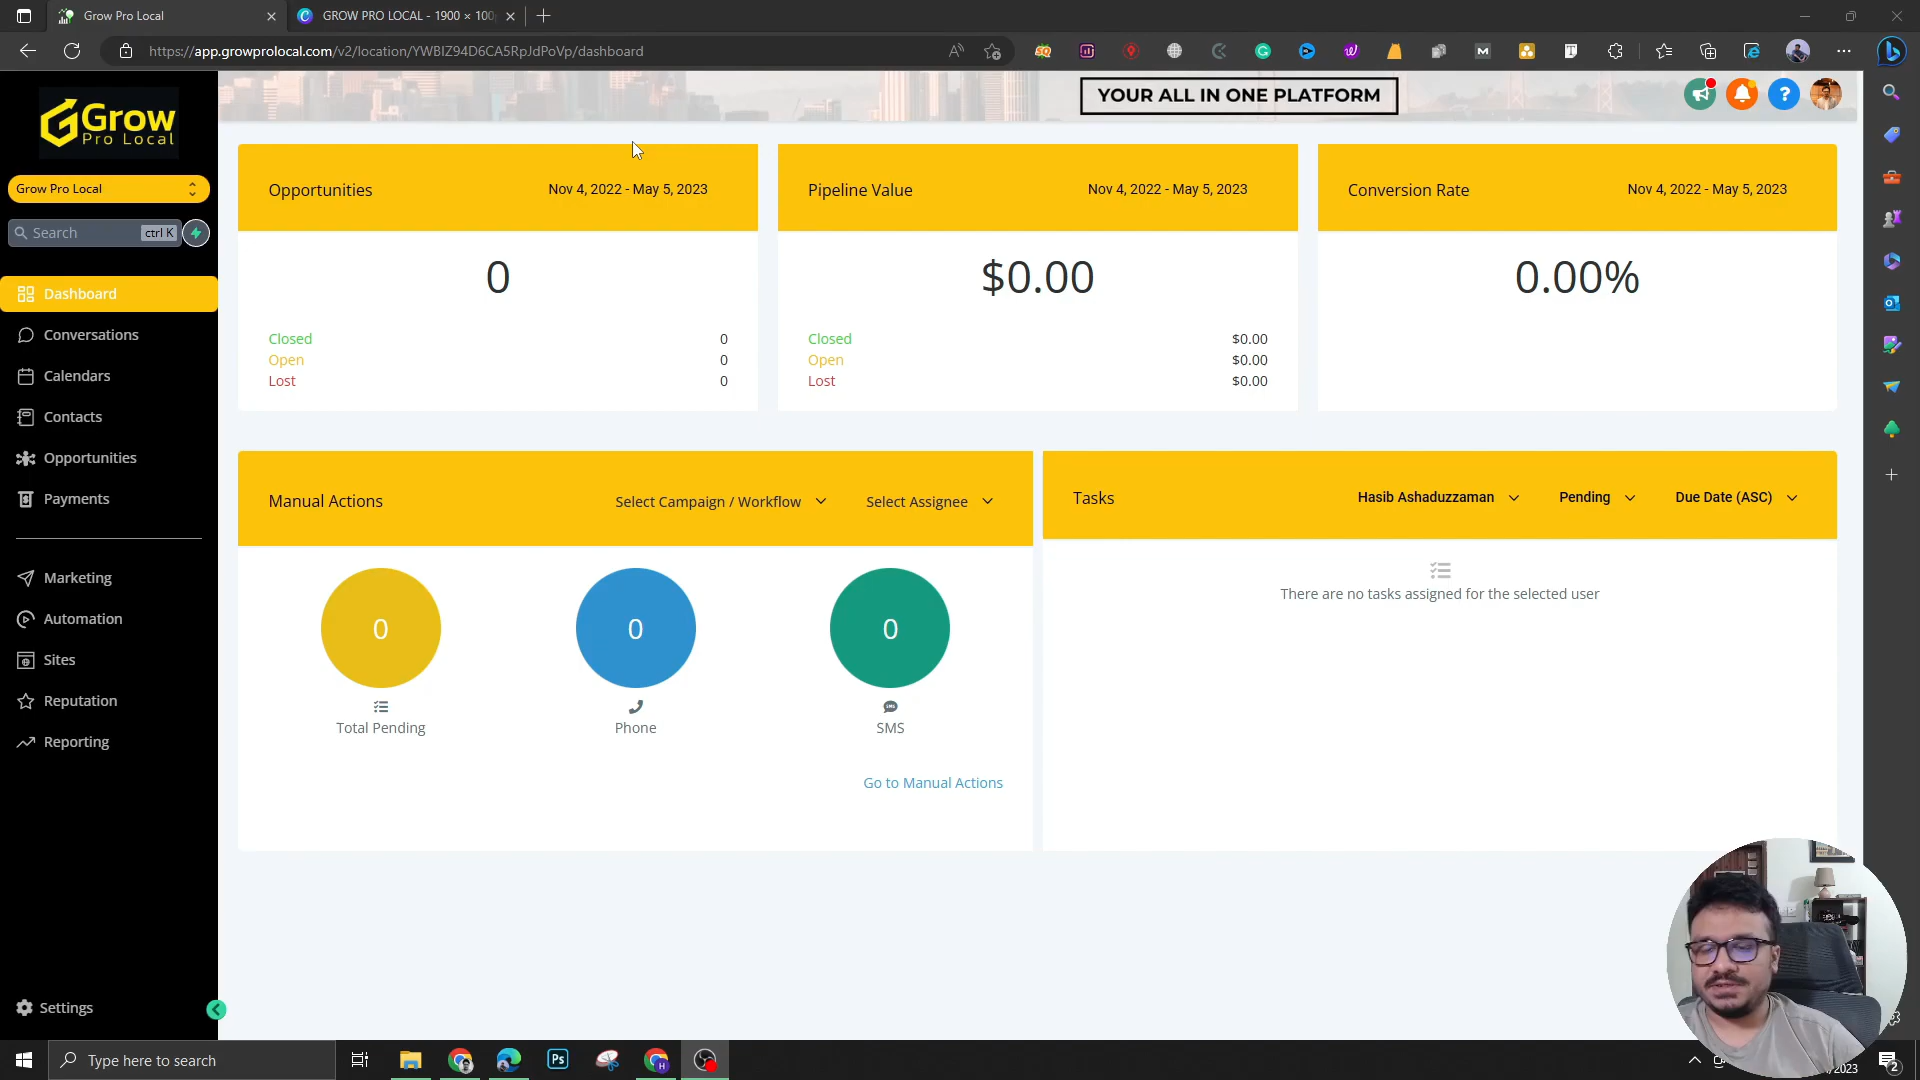 Grow Pro Local
GROW PRO LOCAL - 1900 × 100
https://app.growprolocal.com/v2/location/YWBIZ94D6CA5RpJdPoVp/dashboard
Grow
Pro Local
YOUR ALL IN ONE PLATFORM
Grow Pro Local
Search
ctrl K
Dashboard
Conversations
Calendars
Contacts
Opportunities
Payments
Marketing
Automation
Sites
Reputation
Reporting
Settings
Opportunities
Nov 4, 2022 - May 5, 2023
0
Closed 0
Open 0
Lost 0
Pipeline Value
Nov 4, 2022 - May 5, 2023
$0.00
Closed $0.00
Open $0.00
Lost $0.00
Conversion Rate
Nov 4, 2022 - May 5, 2023
0.00%
Manual Actions
Select Campaign / Workflow
Select Assignee
0
Total Pending
0
Phone
0
SMS
Go to Manual Actions
Tasks
Hasib Ashaduzzaman
Pending
Due Date (ASC)
There are no tasks assigned for the selected user
Type here to search
Ps
/2023
2